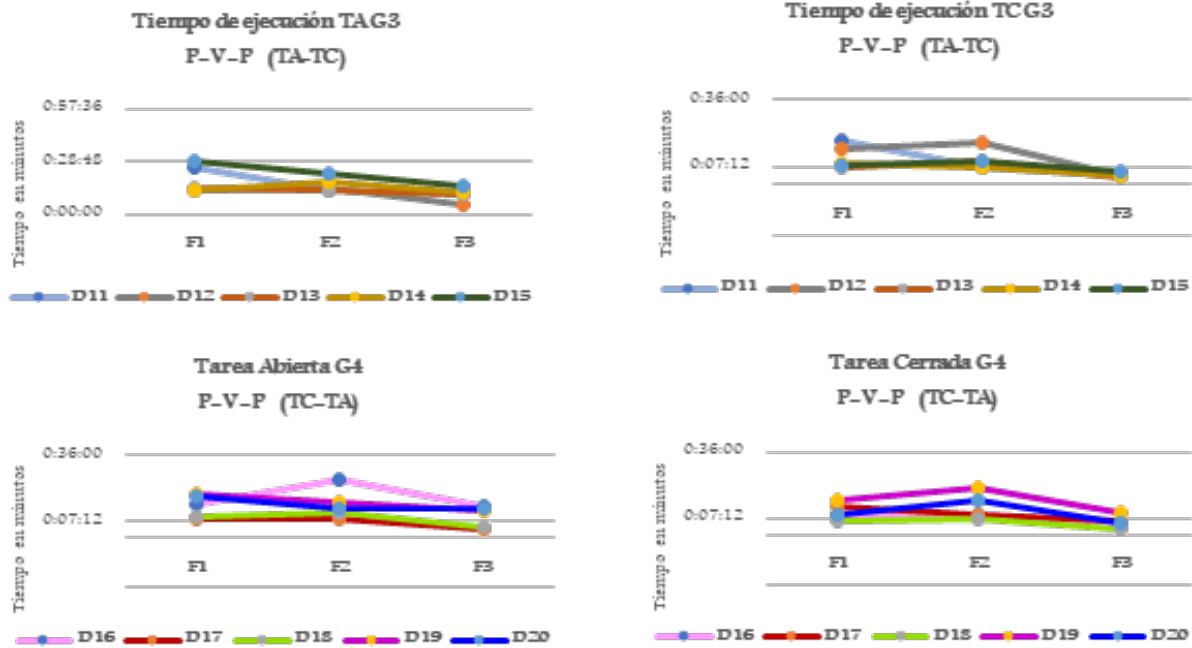 Tiempo de ejecución TA G3
P-V-P (TA-TC)
Tiempo en minutos
0:57:36
0:28:48
0:00:00
F1 F2 F3
D11 D12 D13 D14 D15
Tiempo de ejecución TC G3
P-V-P (TA-TC)
Tiempo en minutos
0:36:00
0:07:12
F1 F2 F3
D11 D12 D13 D14 D15
Tarea Abierta G4
P-V-P (TC-TA)
Tiempo en minutos
0:36:00
0:07:12
F1 F2 F3
D16 D17 D18 D19 D20
Tarea Cerrada G4
P-V-P (TC-TA)
Tiempo en minutos
0:36:00
0:07:12
F1 F2 F3
D16 D17 D18 D19 D20